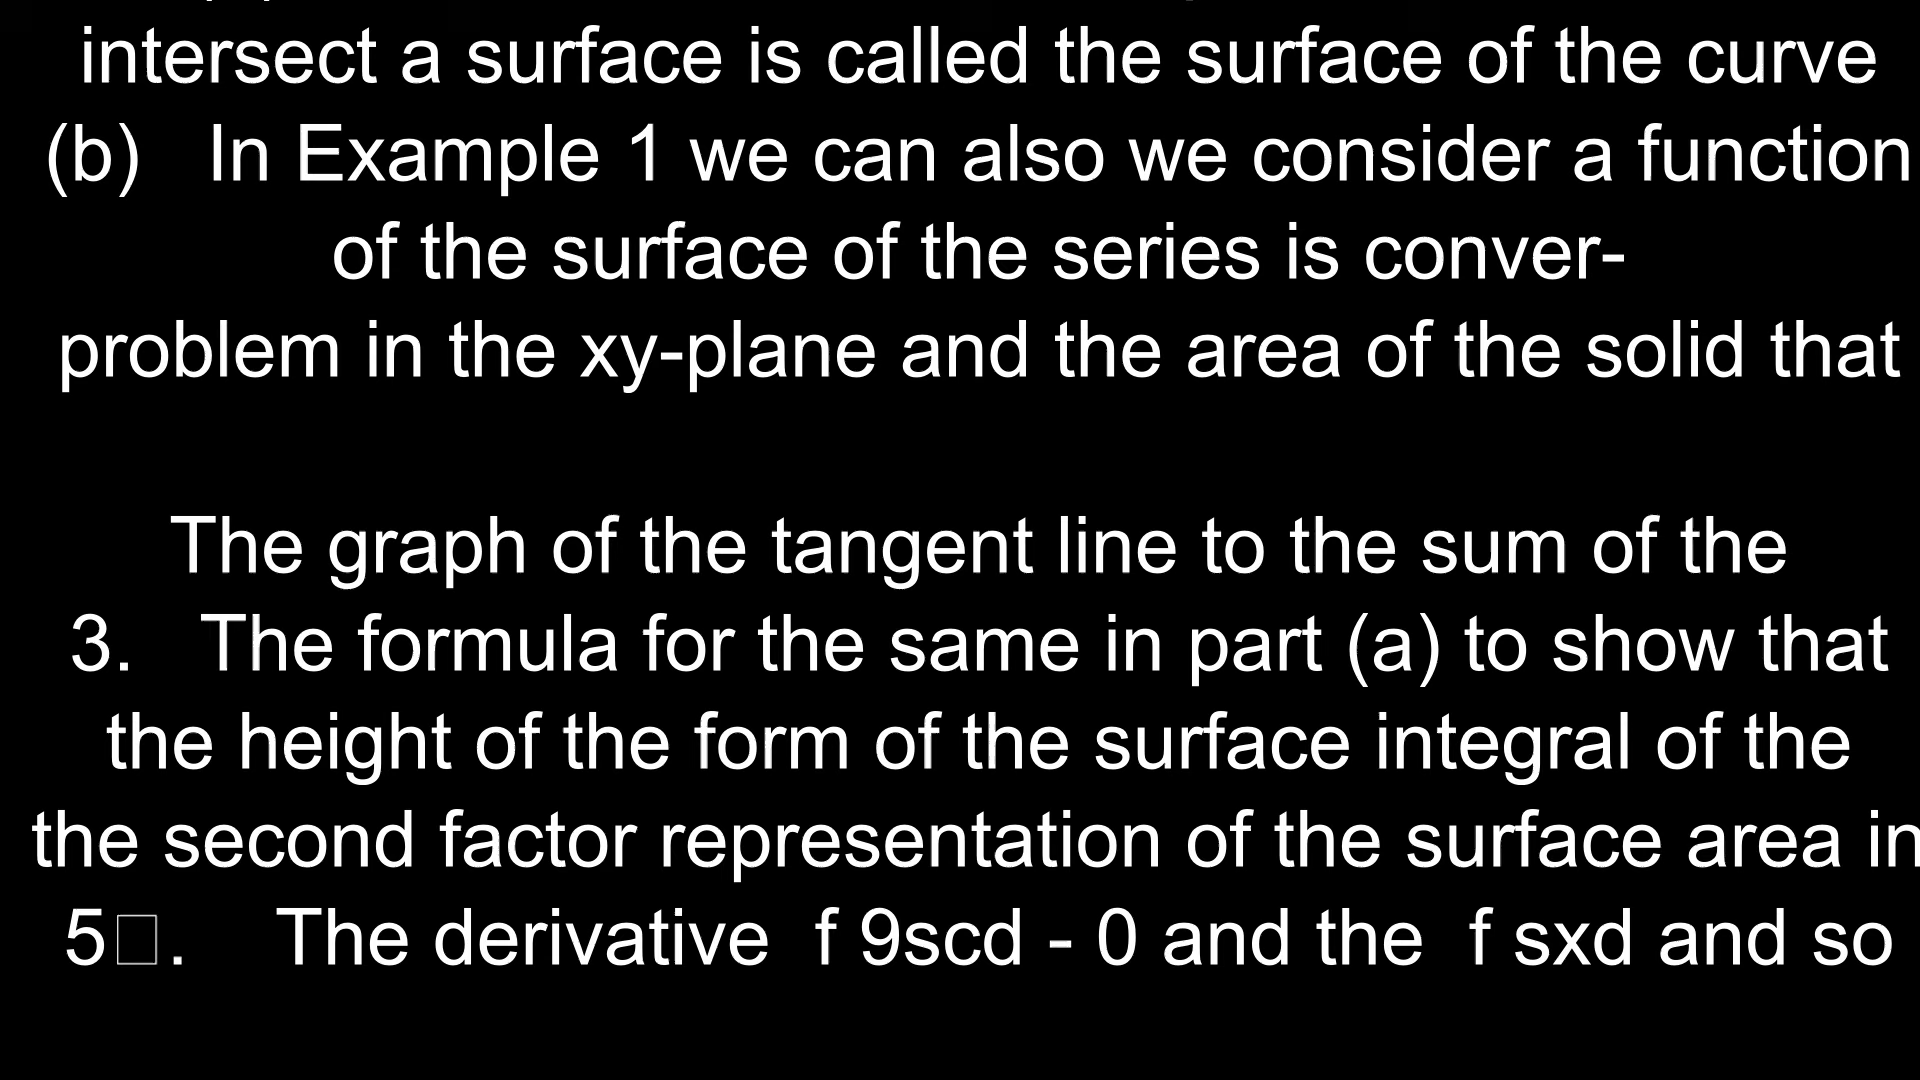 intersect a surface is called the surface of the curve
(b) In Example 1 we can also we consider a function
of the surface of the series is conver-
problem in the xy-plane and the area of the solid that
The graph of the tangent line to the sum of the
3. The formula for the same in part (a) to show that
the height of the form of the surface integral of the
the second factor representation of the surface area in
5□. The derivative f 9scd - 0 and the f sxd and so